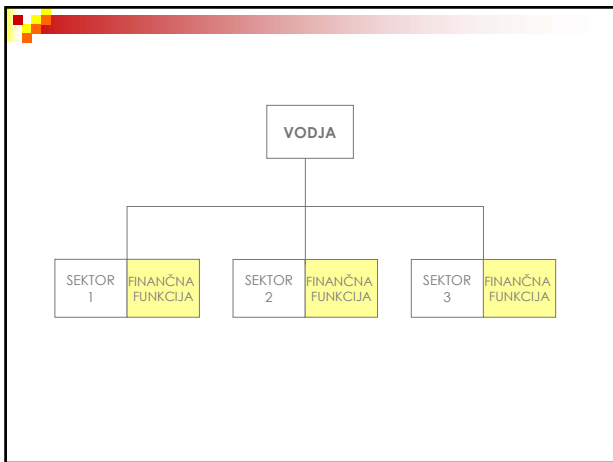 VODJA
SEKTOR
1
FINANČNA
FUNKCIJA
SEKTOR
2
FINANČNA
FUNKCIJA
SEKTOR
3
FINANČNA
FUNKCIJA